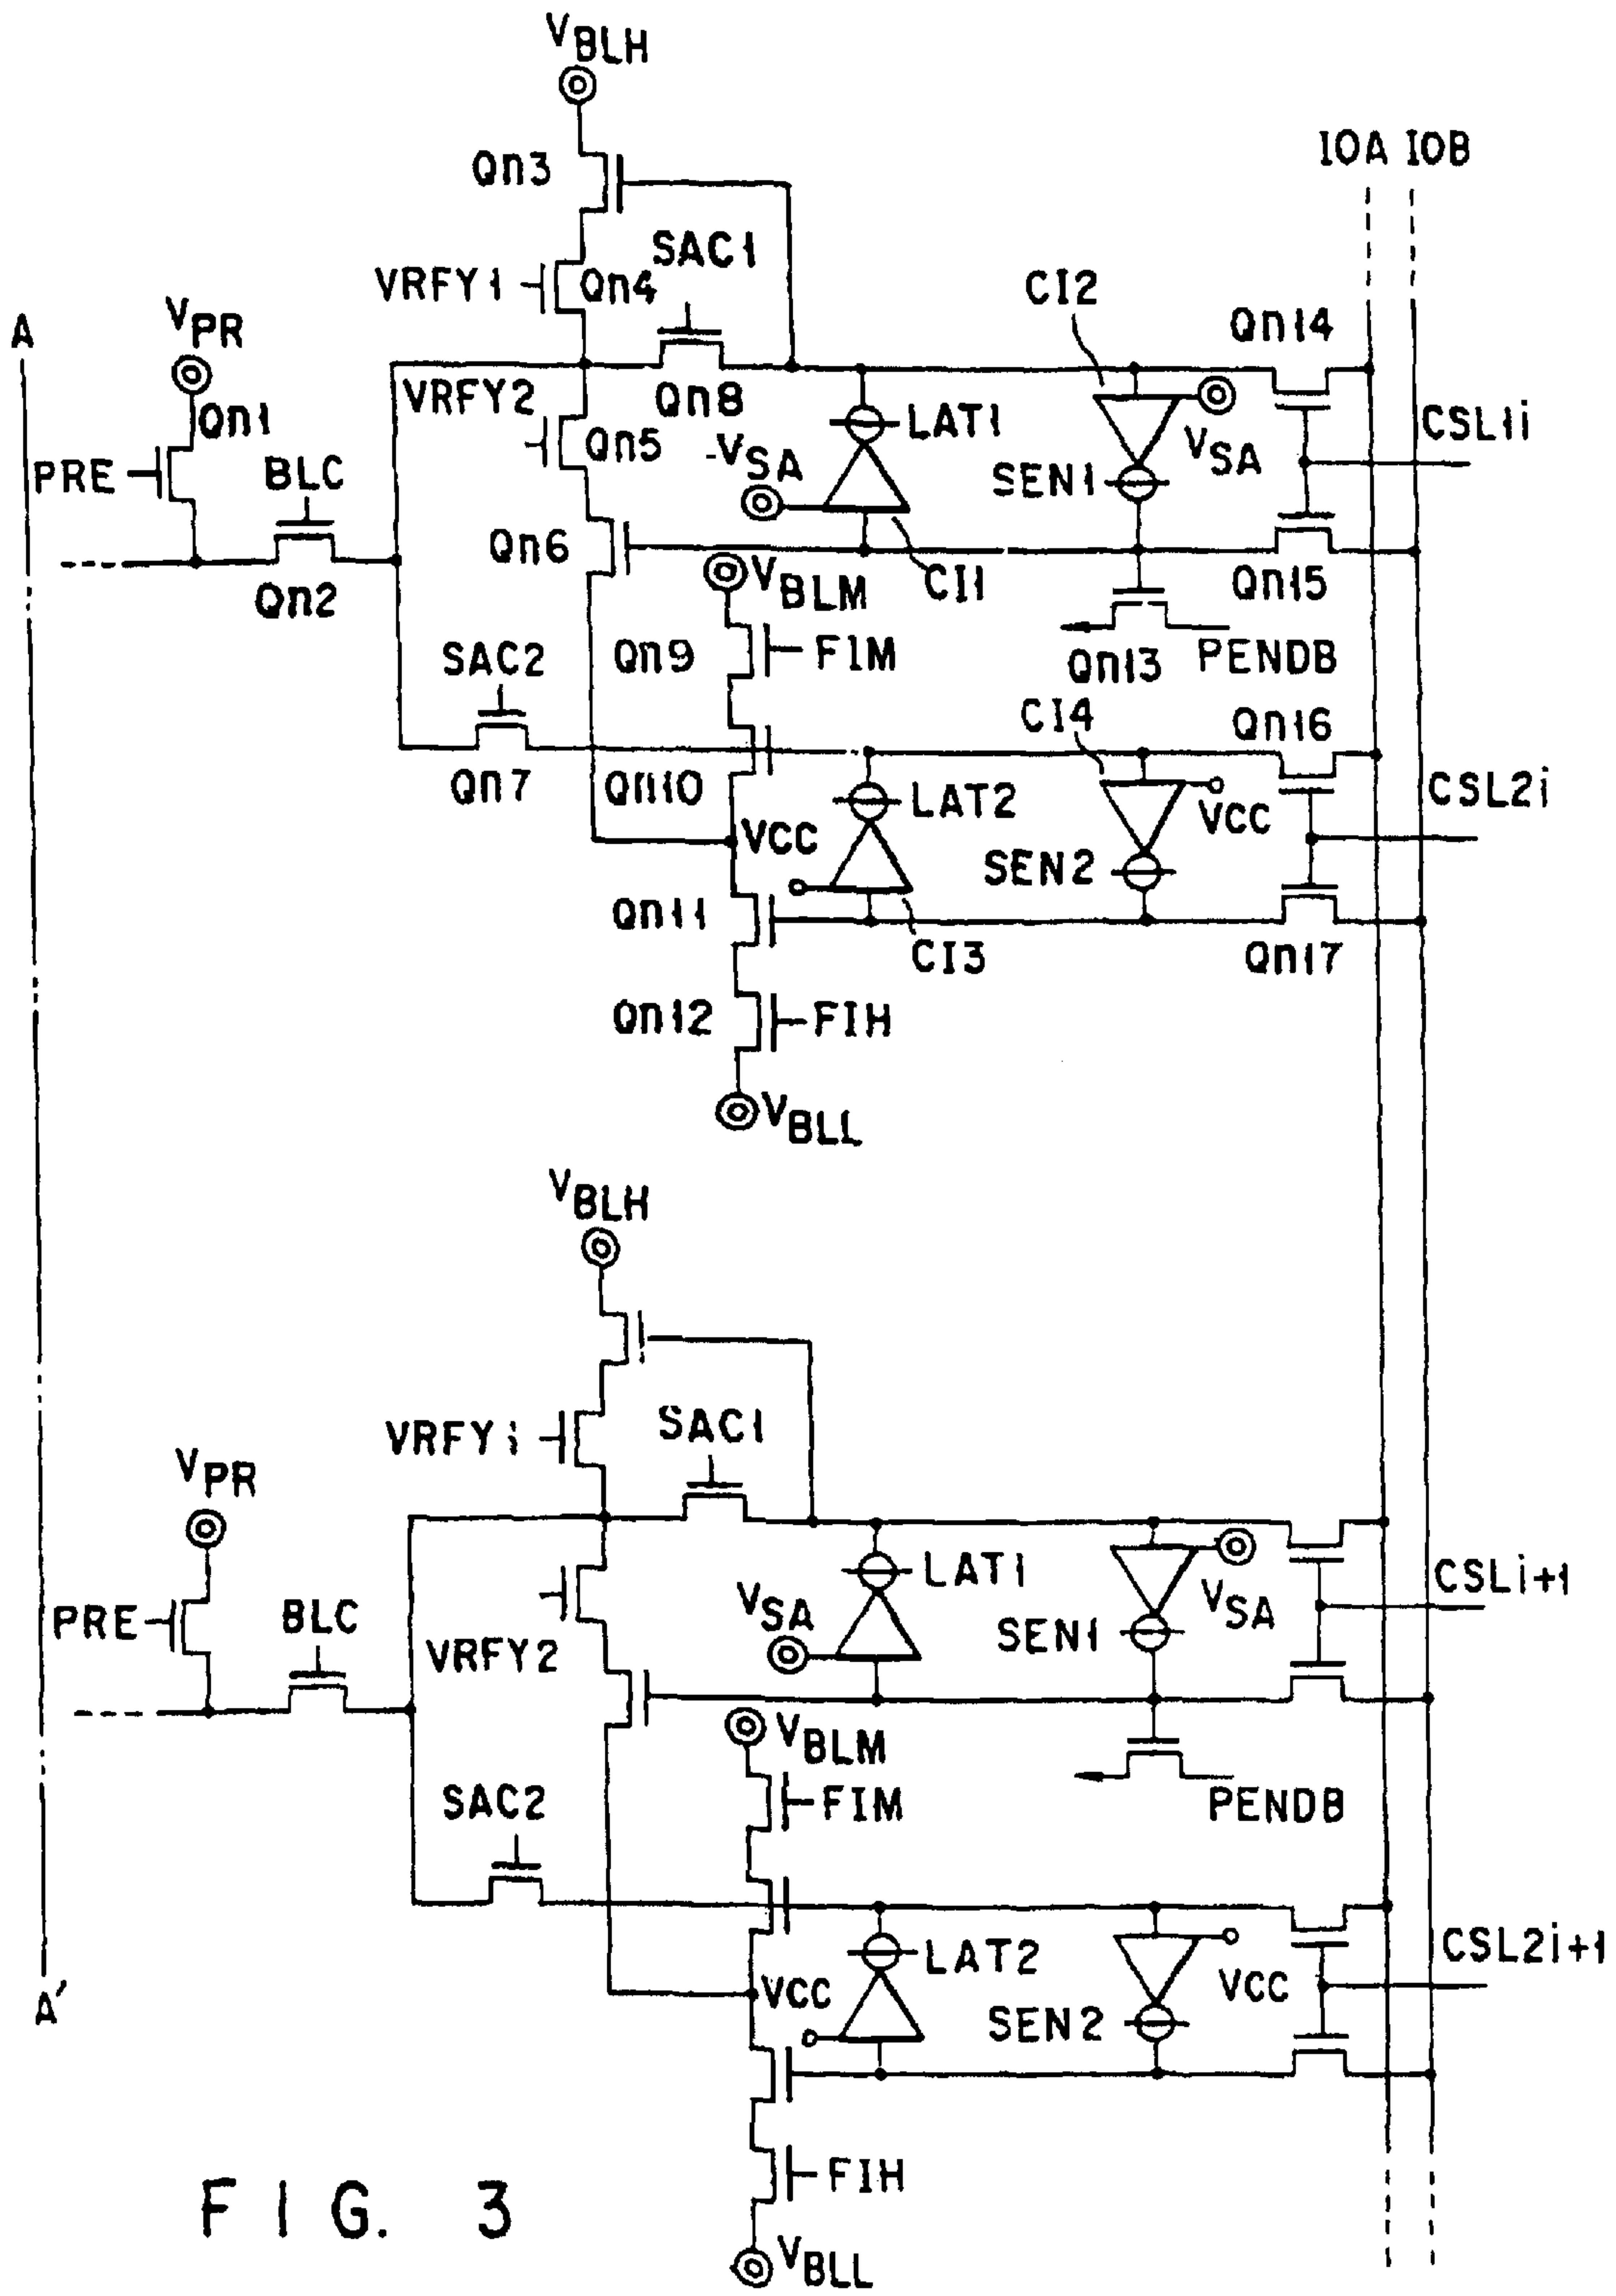 VBLH
IOA IOB
Qn3
SAC1
VRFY1
Qn4
CI2
Qn14
A
VPR
VRFY2
Qn8
Qn1
LAT1
CSL1i
Qn5
VSA
VSA
PRE
BLC
SEN1
Qn6
Qn2
VBLM
CI1
Qn15
Qn9
F1M
SAC2
Qn13
PENDB
CI4
Qn16
Qn7
Qn10
LAT2
VCC
CSL2i
VCC
SEN2
Qn11
CI3
Qn17
Qn12
FIH
VBLL
VBLH
VRFYi
SAC1
VPR
LAT1
CSLi+1
VSA
VSA
PRE
BLC
SEN1
VRFY2
VBLM
FIM
PENDB
SAC2
LAT2
CSL2i+1
VCC
VCC
SEN2
A'
FIH
FIG. 3
VBLL